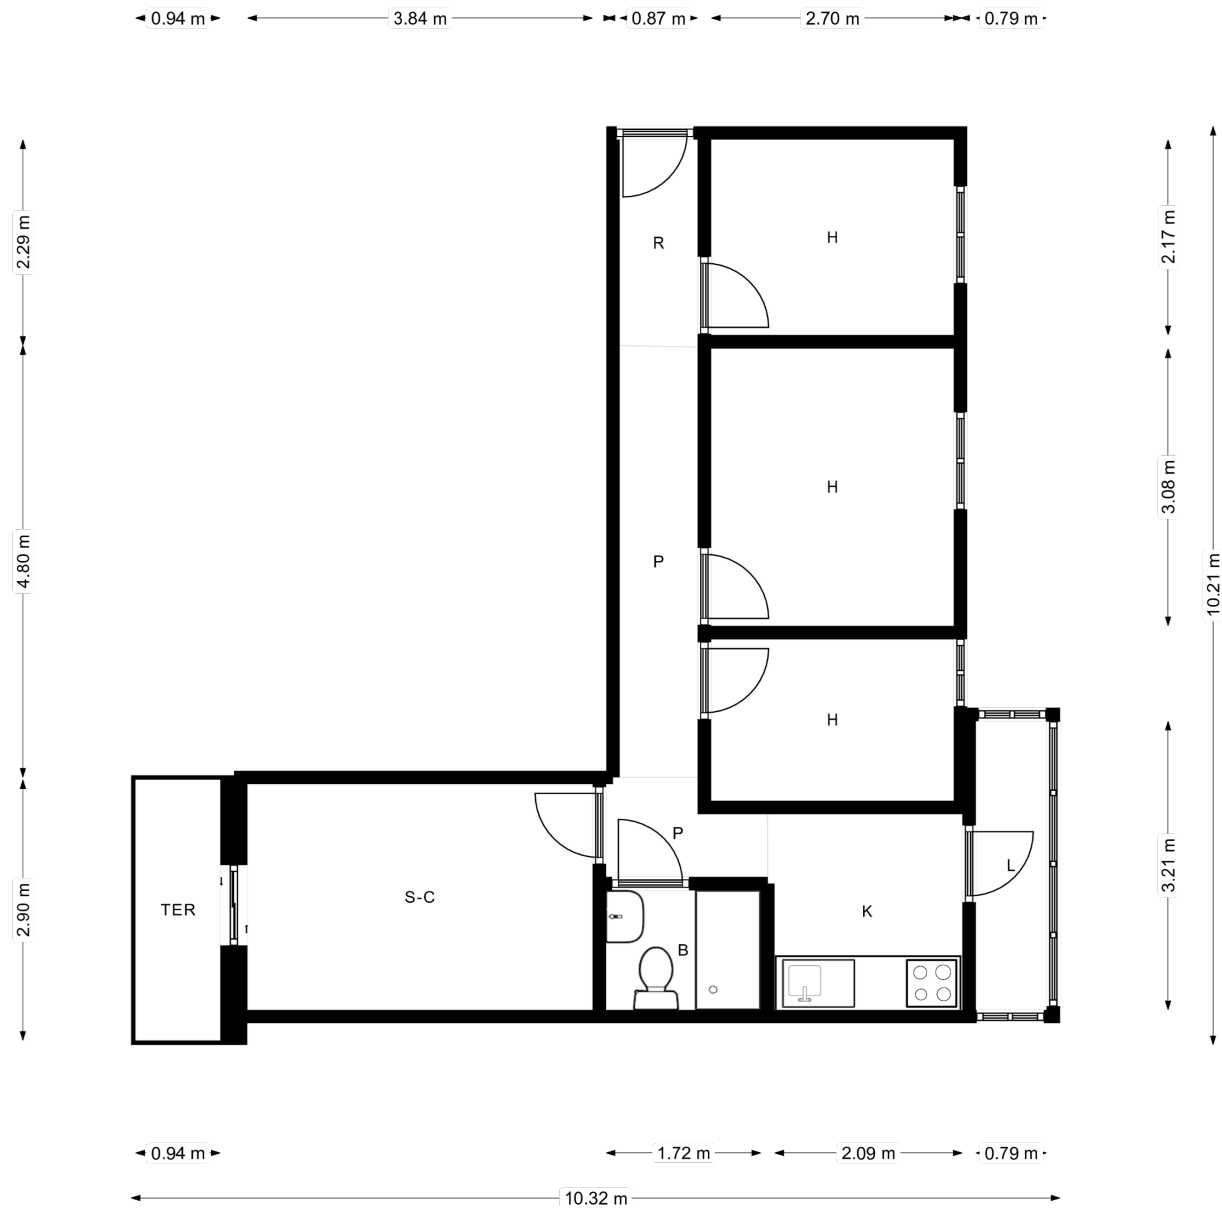 0.94 m 3.84 m 0.87 m 2.70 m 0.79 m
2.29 m
2.17 m
R
H
3.08 m
H
4.80 m
P
10.21 m
H
P
L
3.21 m
S-C
TER
K
2.90 m
B
0.94 m 1.72 m 2.09 m 0.79 m
10.32 m